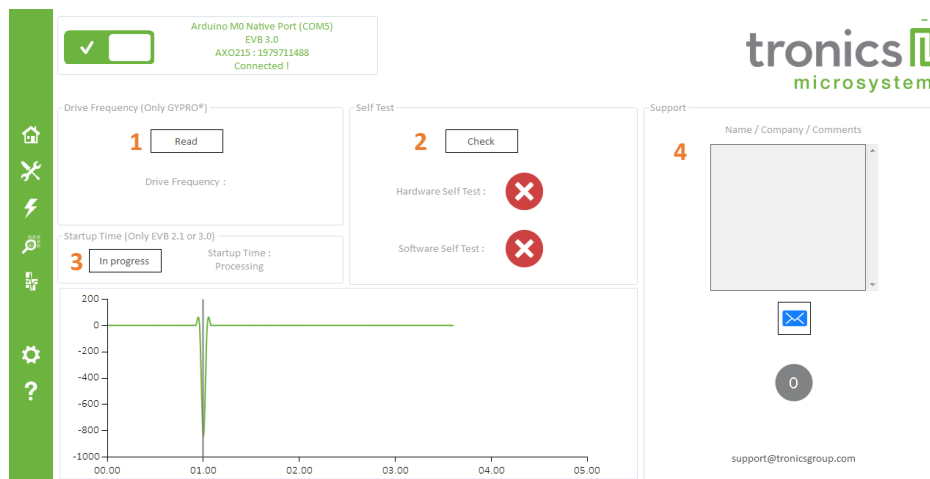 Arduino M0 Native Port (COM5)
EVB 3.0
AXO215 : 1979711488
Connected !
tronics
microsystem
Drive Frequency (Only GYPRO®)
1
Read
Drive Frequency :
Self Test
2
Check
Hardware Self Test :
Software Self Test :
Support
Name / Company / Comments
4
Startup Time (Only EVB 2.1 or 3.0)
3
In progress
Startup Time :
Processing
200
0
-200
-400
-600
-800
-1000
00.00 01.00 02.00 03.00 04.00 05.00
0
support@tronicsgroup.com
?